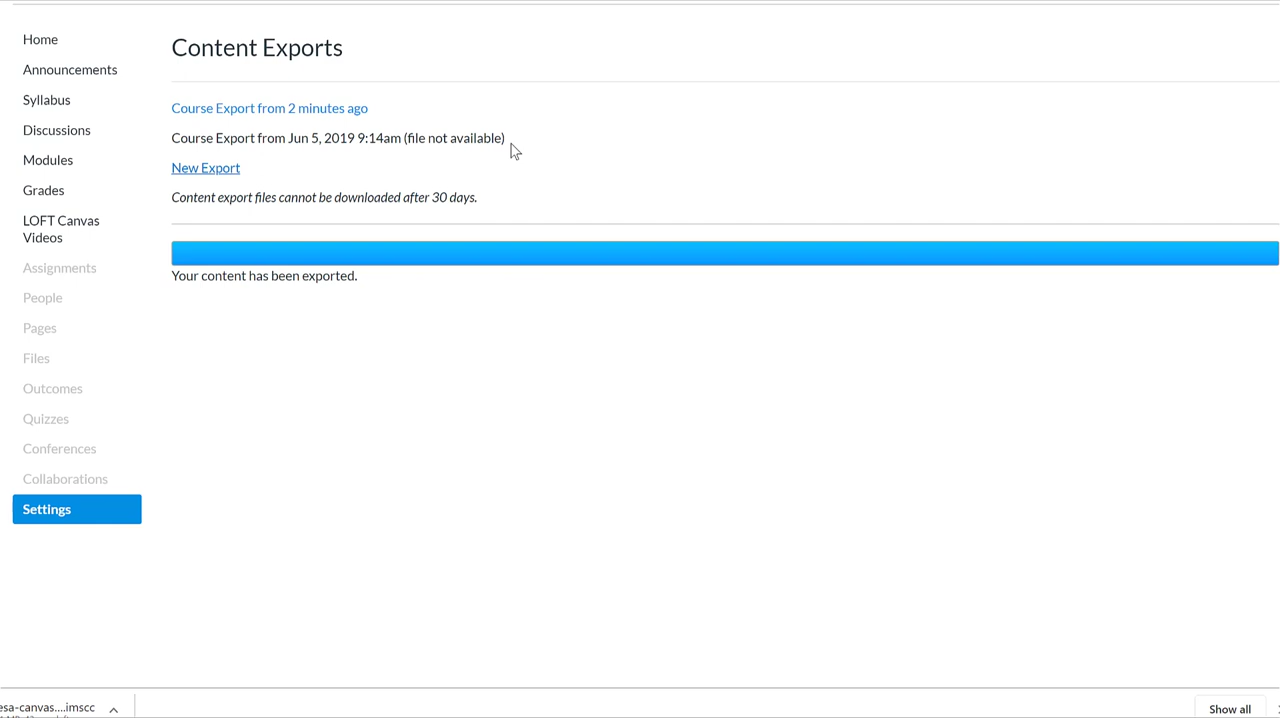 Home
Announcements
Syllabus
Discussions
Modules
Grades
LOFT Canvas
Videos
Assignments
People
Pages
Files
Outcomes
Quizzes
Conferences
Collaborations
Settings
Content Exports
Course Export from 2 minutes ago
Course Export from Jun 5, 2019 9:14am (file not available)
New Export
Content export files cannot be downloaded after 30 days.
Your content has been exported.
esa-canvas....imscc
Show all